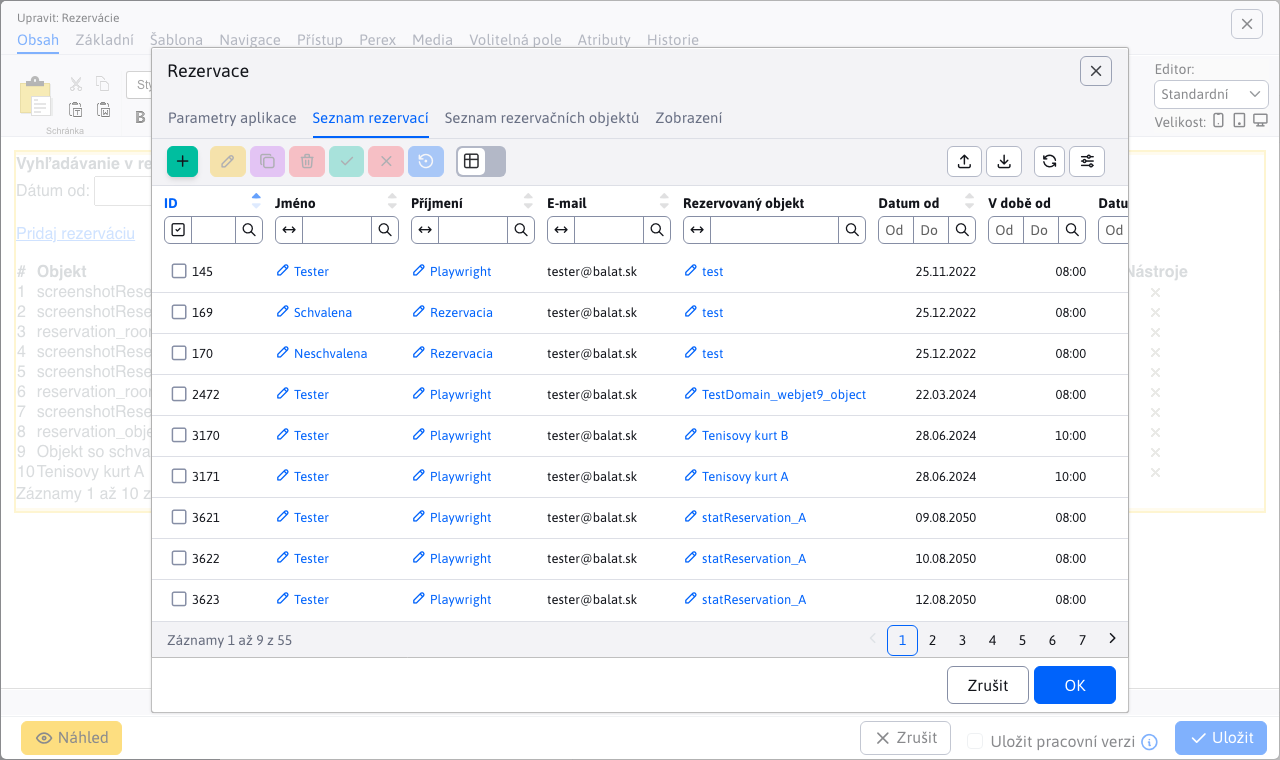 Upravit: Rezervácie
Obsah Základní Šablona Navigace Přístup Perex Media Volitelná pole Atributy Historie
Schránka
B
Editor:
Standardní
Velikost:
Rezervace
Parametry aplikace Seznam rezervací Seznam rezervačních objektů Zobrazení
ID Jméno Příjmení E-mail Rezervovaný objekt Datum od V době od Datu
Od Do Od Do Od
145 Tester Playwright tester@balat.sk test 25.11.2022 08:00
169 Schvalena Rezervacia tester@balat.sk test 25.12.2022 08:00
170 Neschvalena Rezervacia tester@balat.sk test 25.12.2022 08:00
2472 Tester Playwright tester@balat.sk TestDomain_webjet9_object 22.03.2024 08:00
3170 Tester Playwright tester@balat.sk Tenisovy kurt B 28.06.2024 10:00
3171 Tester Playwright tester@balat.sk Tenisovy kurt A 28.06.2024 10:00
3621 Tester Playwright tester@balat.sk statReservation_A 09.08.2050 08:00
3622 Tester Playwright tester@balat.sk statReservation_A 10.08.2050 08:00
3623 Tester Playwright tester@balat.sk statReservation_A 12.08.2050 08:00
Záznamy 1 až 9 z 55 1 2 3 4 5 6 7
Zrušit OK
Vyhľadávanie v re
Dátum od:
Pridaj rezerváciu
# Objekt Nástroje
1 screenshotRese
2 screenshotRese
3 reservation_roor
4 screenshotRese
5 screenshotRese
6 reservation_roor
7 screenshotRese
8 reservation_obje
9 Objekt so schva
10 Tenisovy kurt A
Záznamy 1 až 10 z
Náhled Zrušit Uložit pracovní verzi Uložit